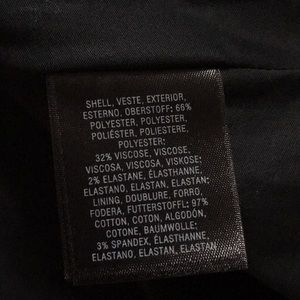 SHELL, VESTE, EXTERIOR,
ESTERNO, OBERSTOFF: 66%
POLYESTER, POLYESTER,
POLIÉSTER, POLIESTERE,
POLYESTER;
32% VISCOSE, VISCOSE,
VISCOSA, VISCOSA, VISKOSE;
2% ELASTANE, ÉLASTHANNE,
ELASTANO, ELASTAN, ELASTAN;
LINING, DOUBLURE, FORRO,
FODERA, FUTTERSTOFF: 97%
COTTON, COTON, ALGODÓN,
COTONE, BAUMWOLLE;
3% SPANDEX, ÉLASTHANNE,
ELASTANO, ELASTAN, ELASTAN